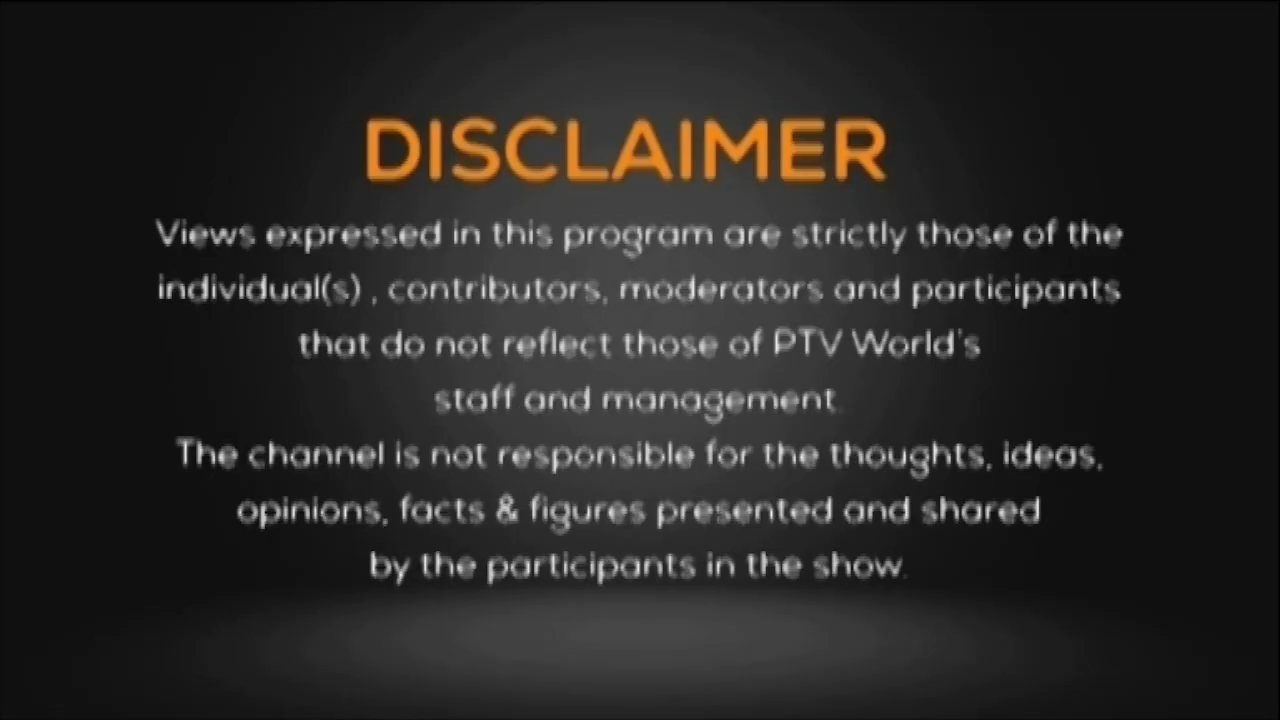 DISCLAIMER
Views expressed in this program are strictly those of the
individual(s) , contributors, moderators and participants
that do not reflect those of PTV World's
staff and management.
The channel is not responsible for the thoughts, ideas,
opinions, facts & figures presented and shared
by the participants in the show.